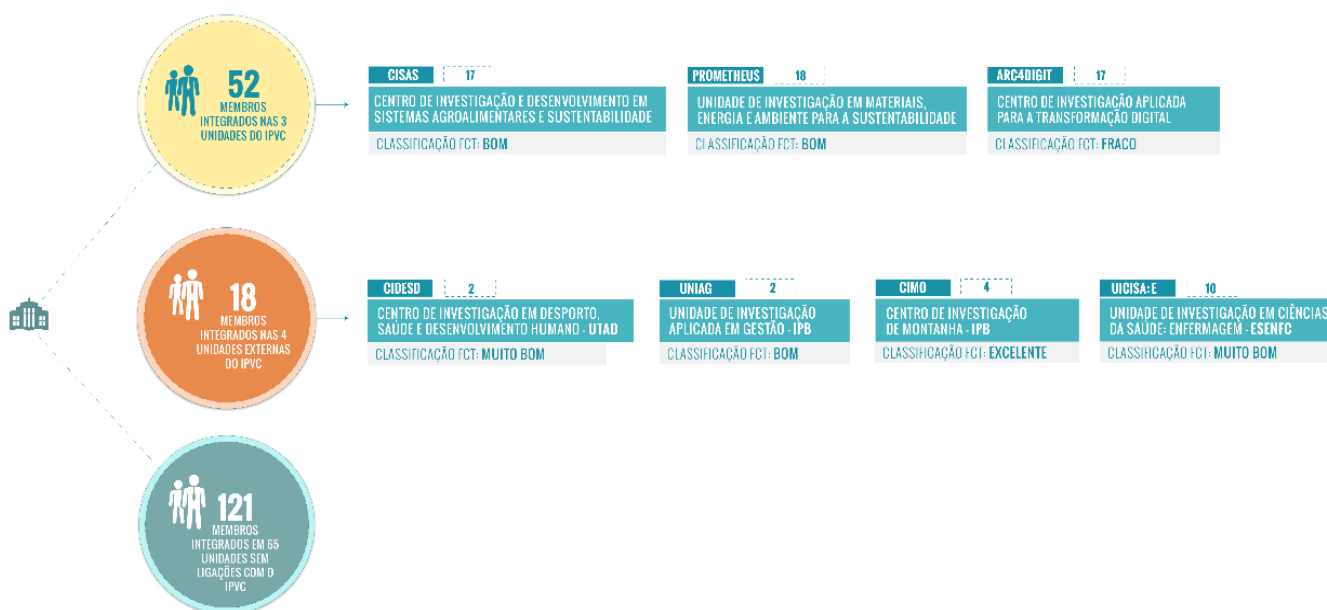 52
MEMBROS
INTEGRADOS NAS 3
UNIDADES DO IPVC
CISAS 17
CENTRO DE INVESTIGAÇÃO E DESENVOLVIMENTO EM
SISTEMAS AGROALIMENTARES E SUSTENTABILIDADE
CLASSIFICAÇÃO FCT: BOM
PROMETHEUS 18
UNIDADE DE INVESTIGAÇÃO EM MATERIAIS,
ENERGIA E AMBIENTE PARA A SUSTENTABILIDADE
CLASSIFICAÇÃO FCT: BOM
ARC4DIGIT 17
CENTRO DE INVESTIGAÇÃO APLICADA
PARA A TRANSFORMAÇÃO DIGITAL
CLASSIFICAÇÃO FCT: FRACO
18
MEMBROS
INTEGRADOS NAS 4
UNIDADES EXTERNAS
DO IPVC
CIDESD 2
CENTRO DE INVESTIGAÇÃO EM DESPORTO,
SAÚDE E DESENVOLVIMENTO HUMANO - UTAD
CLASSIFICAÇÃO FCT: MUITO BOM
UNIAG 2
UNIDADE DE INVESTIGAÇÃO
APLICADA EM GESTÃO - IPB
CLASSIFICAÇÃO FCT: BOM
CIMO 4
CENTRO DE INVESTIGAÇÃO
DE MONTANHA - IPB
CLASSIFICAÇÃO FCT: EXCELENTE
UICISA: E 10
UNIDADE DE INVESTIGAÇÃO EM CIÊNCIAS
DA SAÚDE: ENFERMAGEM - ESENFC
CLASSIFICAÇÃO FCT: MUITO BOM
121
MEMBROS
INTEGRADOS EM 65
UNIDADES SEM
LIGAÇÕES COM O
IPVC